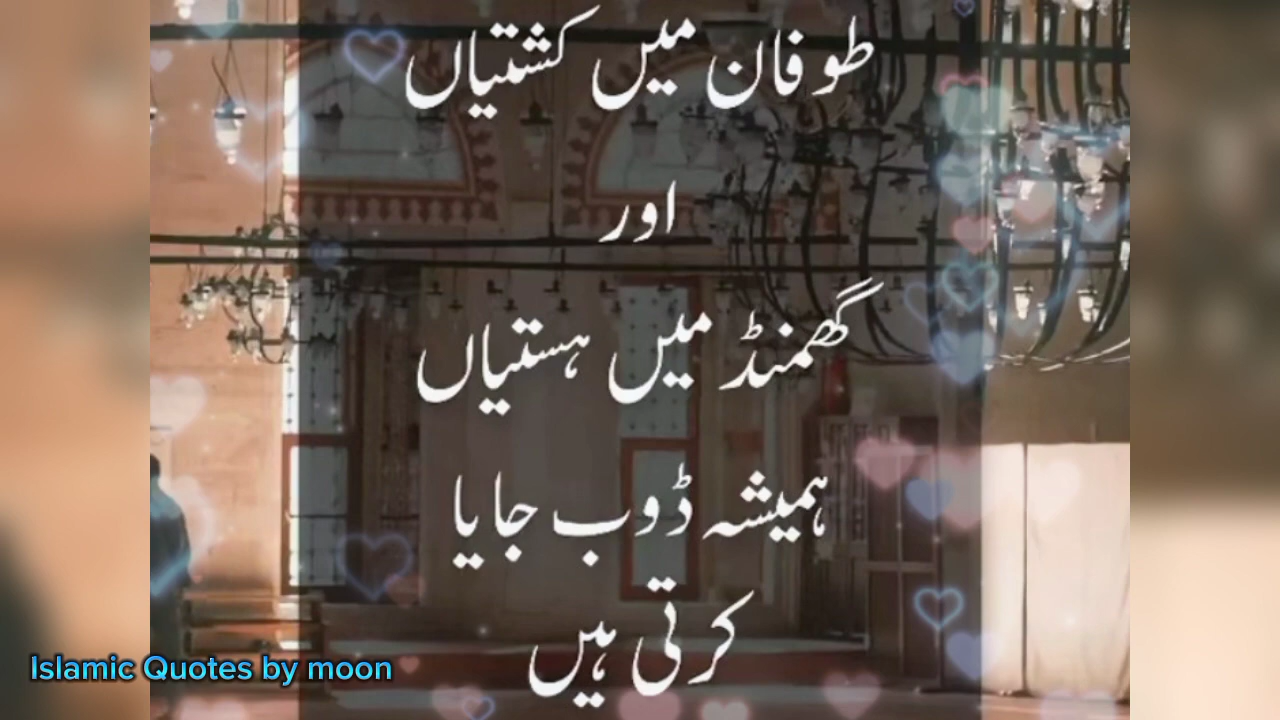 طوفان میں کشتیاں
اور
گھمنڈ میں ہستیاں
ہمیشہ ڈوب جایا
کرتی ہیں
Islamic Quotes by moon